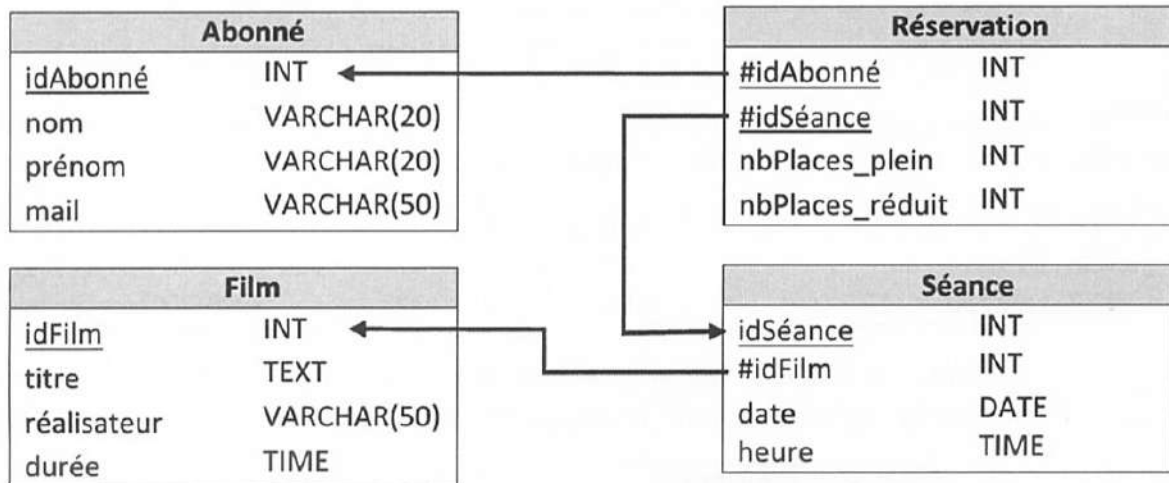 Abonné
idAbonné INT
nom VARCHAR(20)
prénom VARCHAR(20)
mail VARCHAR(50)
Réservation
#idAbonné INT
#idSéance INT
nbPlaces_plein INT
nbPlaces_réduit INT
Film
idFilm INT
titre TEXT
réalisateur VARCHAR(50)
durée TIME
Séance
idSéance INT
#idFilm INT
date DATE
heure TIME